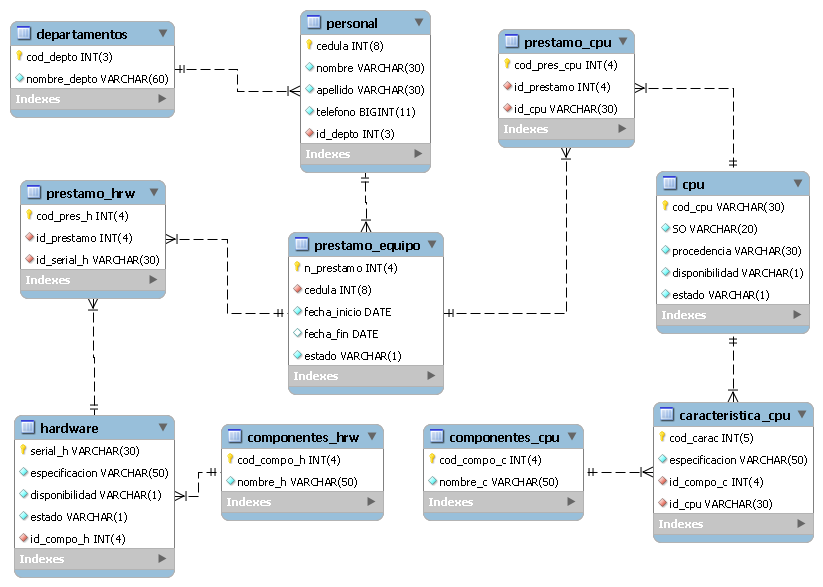 departamentos
cod_depto INT(3)
nombre_depto VARCHAR(60)
Indexes
personal
cedula INT(8)
nombre VARCHAR(30)
apellido VARCHAR(30)
telefono BIGINT(11)
id_depto INT(3)
Indexes
prestamo_cpu
cod_pres_cpu INT(4)
id_prestamo INT(4)
id_cpu VARCHAR(30)
Indexes
prestamo_hrw
cod_pres_h INT(4)
id_prestamo INT(4)
id_serial_h VARCHAR(30)
Indexes
prestamo_equipo
n_prestamo INT(4)
cedula INT(8)
fecha_inicio DATE
fecha_fin DATE
estado VARCHAR(1)
Indexes
cpu
cod_cpu VARCHAR(30)
SO VARCHAR(20)
procedencia VARCHAR(30)
disponibilidad VARCHAR(1)
estado VARCHAR(1)
Indexes
hardware
serial_h VARCHAR(30)
especificacion VARCHAR(50)
disponibilidad VARCHAR(1)
estado VARCHAR(1)
id_compo_h INT(4)
Indexes
componentes_hrw
cod_compo_h INT(4)
nombre_h VARCHAR(50)
Indexes
componentes_cpu
cod_compo_c INT(4)
nombre_c VARCHAR(50)
Indexes
caracteristica_cpu
cod_carac INT(5)
especificacion VARCHAR(50)
id_compo_c INT(4)
id_cpu VARCHAR(30)
Indexes